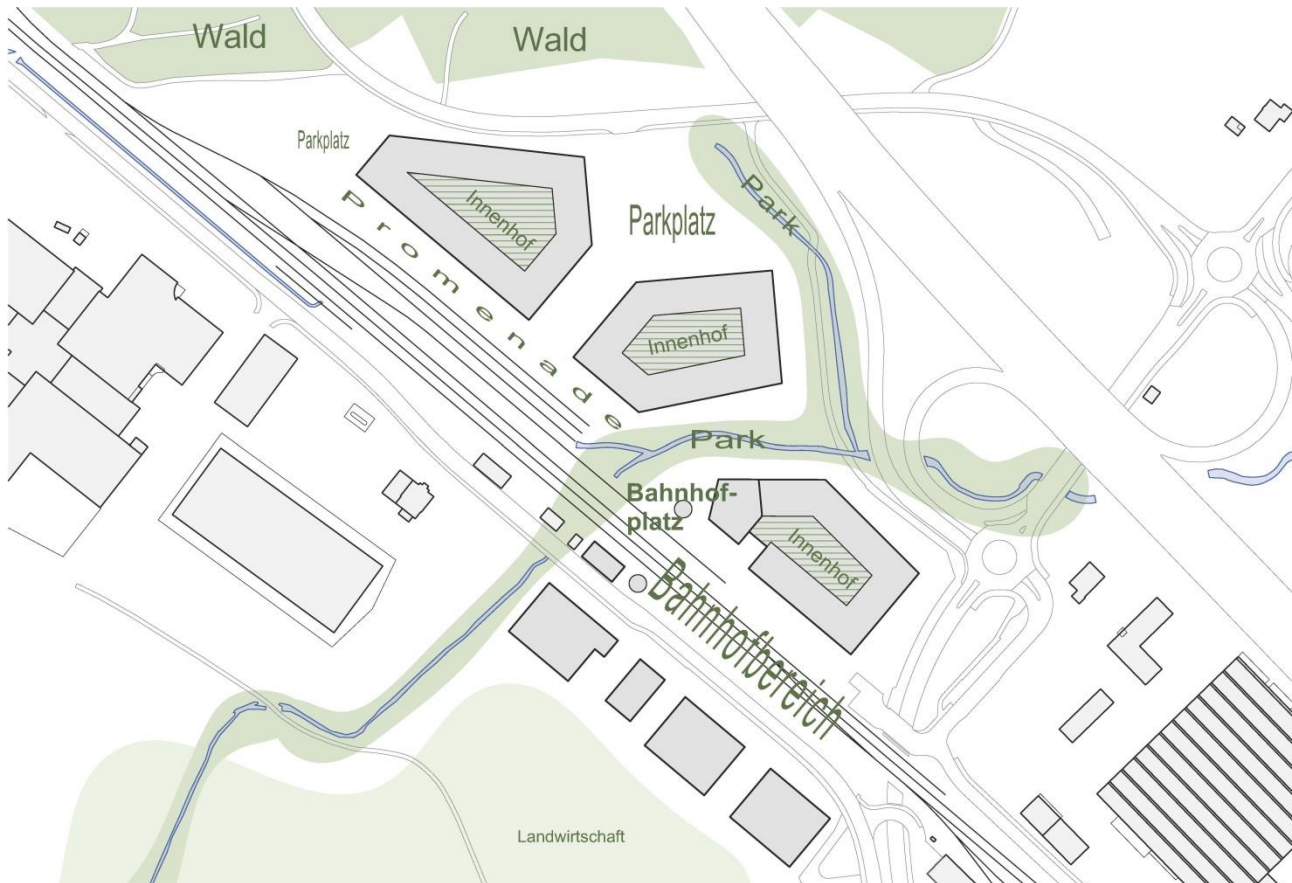 Wald
Wald
Parkplatz
Innenhof
Parkplatz
Park
Promenade
Innenhof
Park
Bahnhof-
platz
Innenhof
Bahnhofbereich
Landwirtschaft